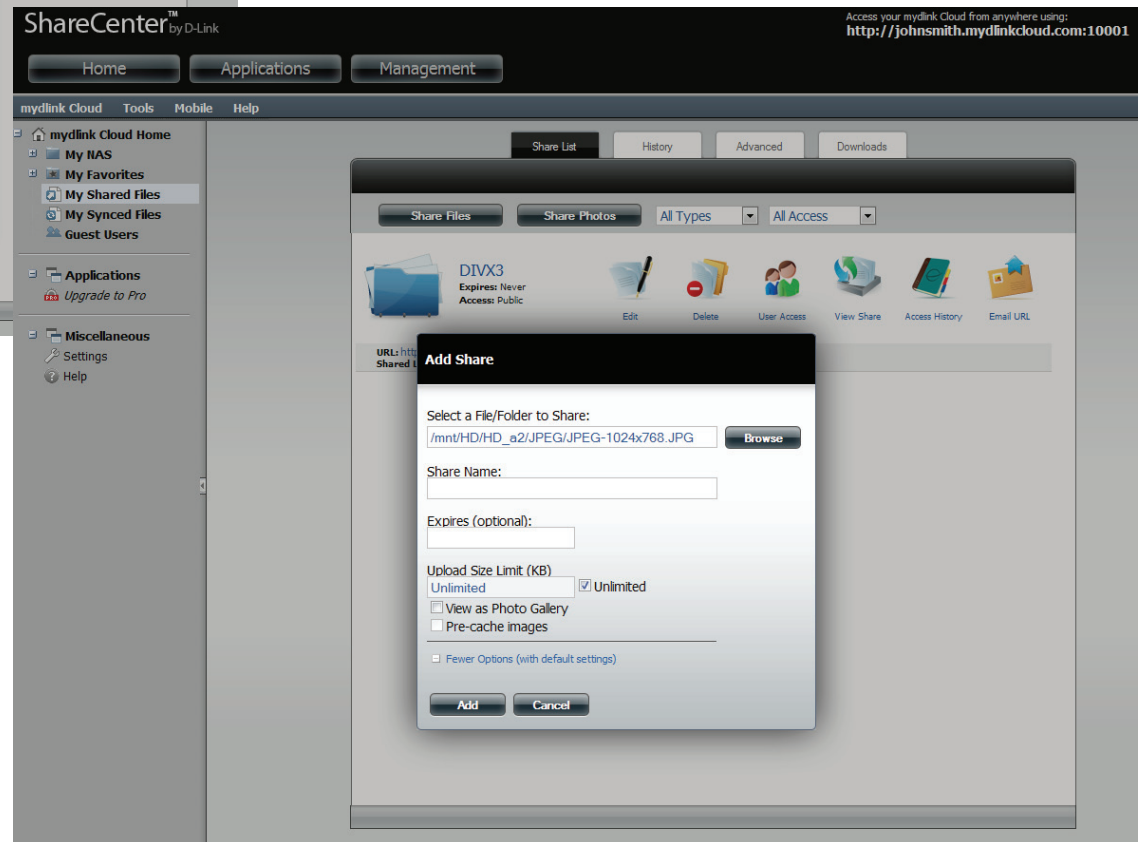 ShareCenter™ by D-Link
Access your mydlink Cloud from anywhere using:
http://johnsmith.mydlinkcloud.com:10001
Home Applications Management
mydlink Cloud Tools Mobile Help
mydlink Cloud Home
My NAS
My Favorites
My Shared Files
My Synced Files
Guest Users
Applications
PRO Upgrade to Pro
Miscellaneous
Settings
Help
Share List History Advanced Downloads
Share Files Share Photos All Types All Access
DIVX3
Expires: Never
Access: Public
Edit Delete User Access View Share Access History Email URL
URL: htt
Shared
Add Share
Select a File/Folder to Share:
/mnt/HD/HD_a2/JPEG/JPEG-1024x768.JPG Browse
Share Name:
Expires (optional):
Upload Size Limit (KB)
Unlimited Unlimited
View as Photo Gallery
Pre-cache images
Fewer Options (with default settings)
Add Cancel